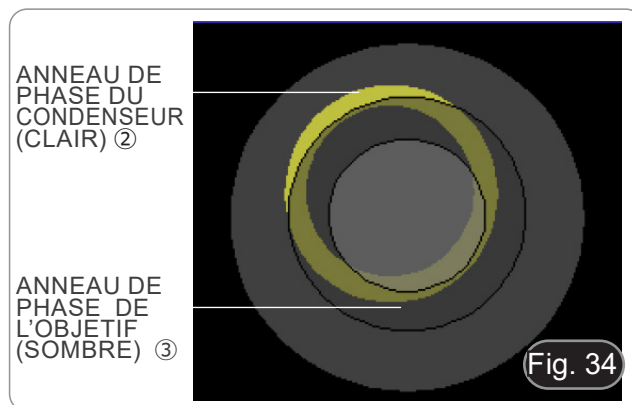 ANNEAU DE
PHASE DU
CONDENSEUR
(CLAIR) ②
ANNEAU DE
PHASE DE
L'OBJETIF
(SOMBRE) ③
Fig. 34